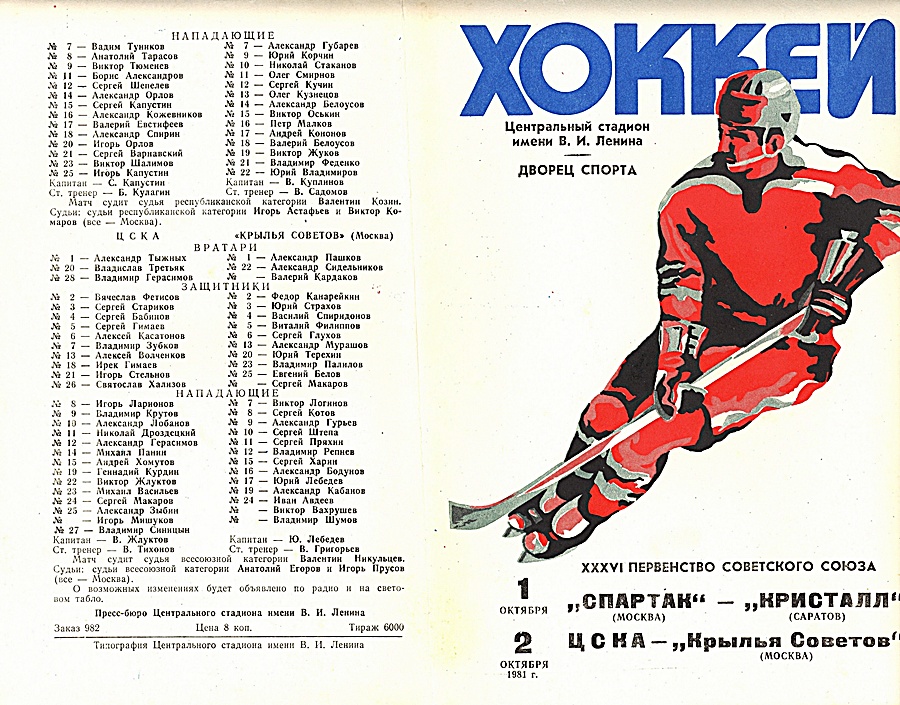 НАПАДАЮЩИЕ
№ 7 — Вадим Туников № 7 — Александр Губарев
№ 8 — Анатолий Тарасов № 9 — Юрий Корчин
№ 9 — Виктор Тюменев № 10 — Николай Стаканов
№ 11 — Борис Александров № 11 — Олег Смирнов
№ 12 — Сергей Шепелев № 12 — Сергей Кучин
№ 14 — Александр Орлов № 13 — Олег Кузнецов
№ 15 — Сергей Капустин № 14 — Александр Белоусов
№ 16 — Александр Кожевников № 15 — Виктор Оськин
№ 17 — Валерий Евстифеев № 16 — Петр Малков
№ 18 — Александр Спирин № 17 — Андрей Кононов
№ 20 — Игорь Орлов № 18 — Валерий Белоусов
№ 21 — Сергей Варнавский № 19 — Виктор Жуков
№ 23 — Виктор Шалимов № 21 — Владимир Феденко
№ 25 — Игорь Капустин № 22 — Юрий Владимиров
Капитан — С. Капустин Капитан — В. Куплинов
Ст. тренер — Б. Кулагин Ст. тренер — В. Садомов
Матч судит судья республиканской категории Валентин Козин.
Судьи: судьи республиканской категории Игорь Астафьев и Виктор Ко-
маров (все — Москва).
ЦСКА «КРЫЛЬЯ СОВЕТОВ» (Москва)
ВРАТАРИ
№ 1 — Александр Тыжных № 1 — Александр Пашков
№ 20 — Владислав Третьяк № 22 — Александр Сидельников
№ 28 — Владимир Герасимов № — Валерий Кардаков
ЗАЩИТНИКИ
№ 2 — Вячеслав Фетисов № 2 — Федор Канарейкин
№ 3 — Сергей Стариков № 3 — Юрий Страхов
№ 4 — Сергей Бабинов № 4 — Василий Спиридонов
№ 5 — Сергей Гимаев № 5 — Виталий Филиппов
№ 6 — Алексей Касатонов № 6 — Сергей Глухов
№ 7 — Владимир Зубков № 13 — Александр Мурашов
№ 13 — Алексей Волченков № 20 — Юрий Терехин
№ 18 — Ирек Гимаев № 23 — Владимир Палилов
№ 21 — Игорь Стельнов № 25 — Евгений Белов
№ 26 — Святослав Хализов № — Сергей Макаров
НАПАДАЮЩИЕ
№ 8 — Игорь Ларионов № 7 — Виктор Логинов
№ 9 — Владимир Крутов № 8 — Сергей Котов
№ 10 — Александр Лобанов № 9 — Александр Гурьев
№ 11 — Николай Дроздецкий № 10 — Сергей Штепа
№ 12 — Александр Герасимов № 11 — Сергей Пряхин
№ 14 — Михаил Панин № 12 — Владимир Репнев
№ 15 — Андрей Хомутов № 15 — Сергей Харин
№ 19 — Геннадий Курдин № 16 — Александр Бодунов
№ 22 — Виктор Жлуктов № 17 — Юрий Лебедев
№ 23 — Михаил Васильев № 19 — Александр Кабанов
№ 24 — Сергей Макаров № 24 — Иван Авдеев
№ 25 — Александр Зыбин № — Виктор Вахрушев
№ — Игорь Мишуков № — Владимир Шумов
№ 27 — Владимир Синицын
Капитан — В. Жлуктов Капитан — Ю. Лебедев
Ст. тренер — В. Тихонов Ст. тренер — В. Григорьев
Матч судит судья всесоюзной категории Валентин Никульцев.
Судьи: судьи всесоюзной категории Анатолий Егоров и Игорь Прусов
(все — Москва).
О возможных изменениях будет объявлено по радио и на свето-
вом табло.
Пресс-бюро Центрального стадиона имени В. И. Ленина
Заказ 982 Цена 8 коп. Тираж 6000
Типография Центрального стадиона имени В. И. Ленина
ХОККЕЙ
Центральный стадион
имени В. И. Ленина
ДВОРЕЦ СПОРТА
XXXVI ПЕРВЕНСТВО СОВЕТСКОГО СОЮЗА
1
ОКТЯБРЯ
„СПАРТАК“ — „КРИСТАЛЛ“
(МОСКВА) (САРАТОВ)
2
ОКТЯБРЯ
1981 г.
ЦСКА — „Крылья Советов“
(МОСКВА)